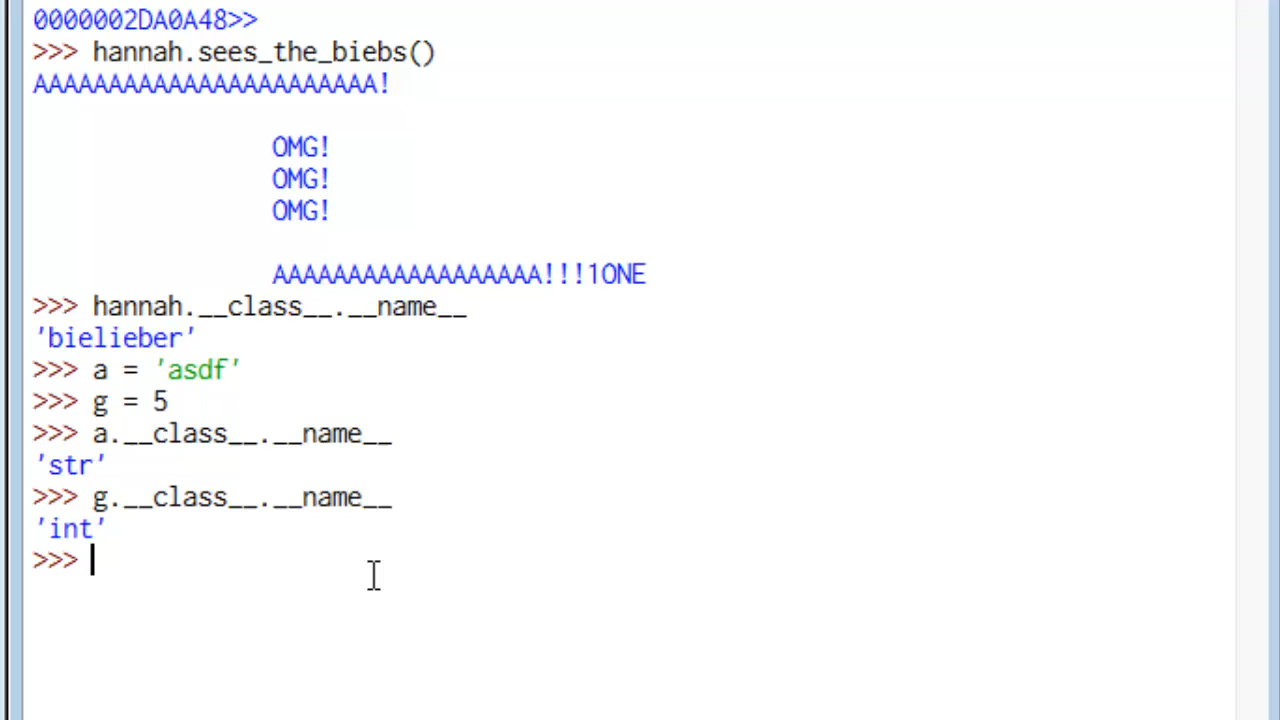 0000002DA0A48>>
>>> hannah.sees_the_biebs()
AAAAAAAAAAAAAAAAAAAAAAA!
OMG!
OMG!
OMG!
AAAAAAAAAAAAAAAAAA!!!1ONE
>>> hannah.__class__.__name__
'bielieber'
>>> a = 'asdf'
>>> g = 5
>>> a.__class__.__name__
'str'
>>> g.__class__.__name__
'int'
>>>